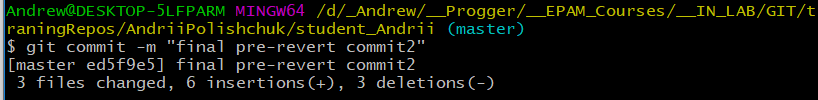 Andrew@DESKTOP-5LFPARM MINGW64 /d/_Andrew/__Progger/__EPAM_Courses/__IN_LAB/GIT/t
raningRepos/AndriiPolishchuk/student_Andrii (master)
$ git commit -m "final pre-revert commit2"
[master ed5f9e5] final pre-revert commit2
 3 files changed, 6 insertions(+), 3 deletions(-)